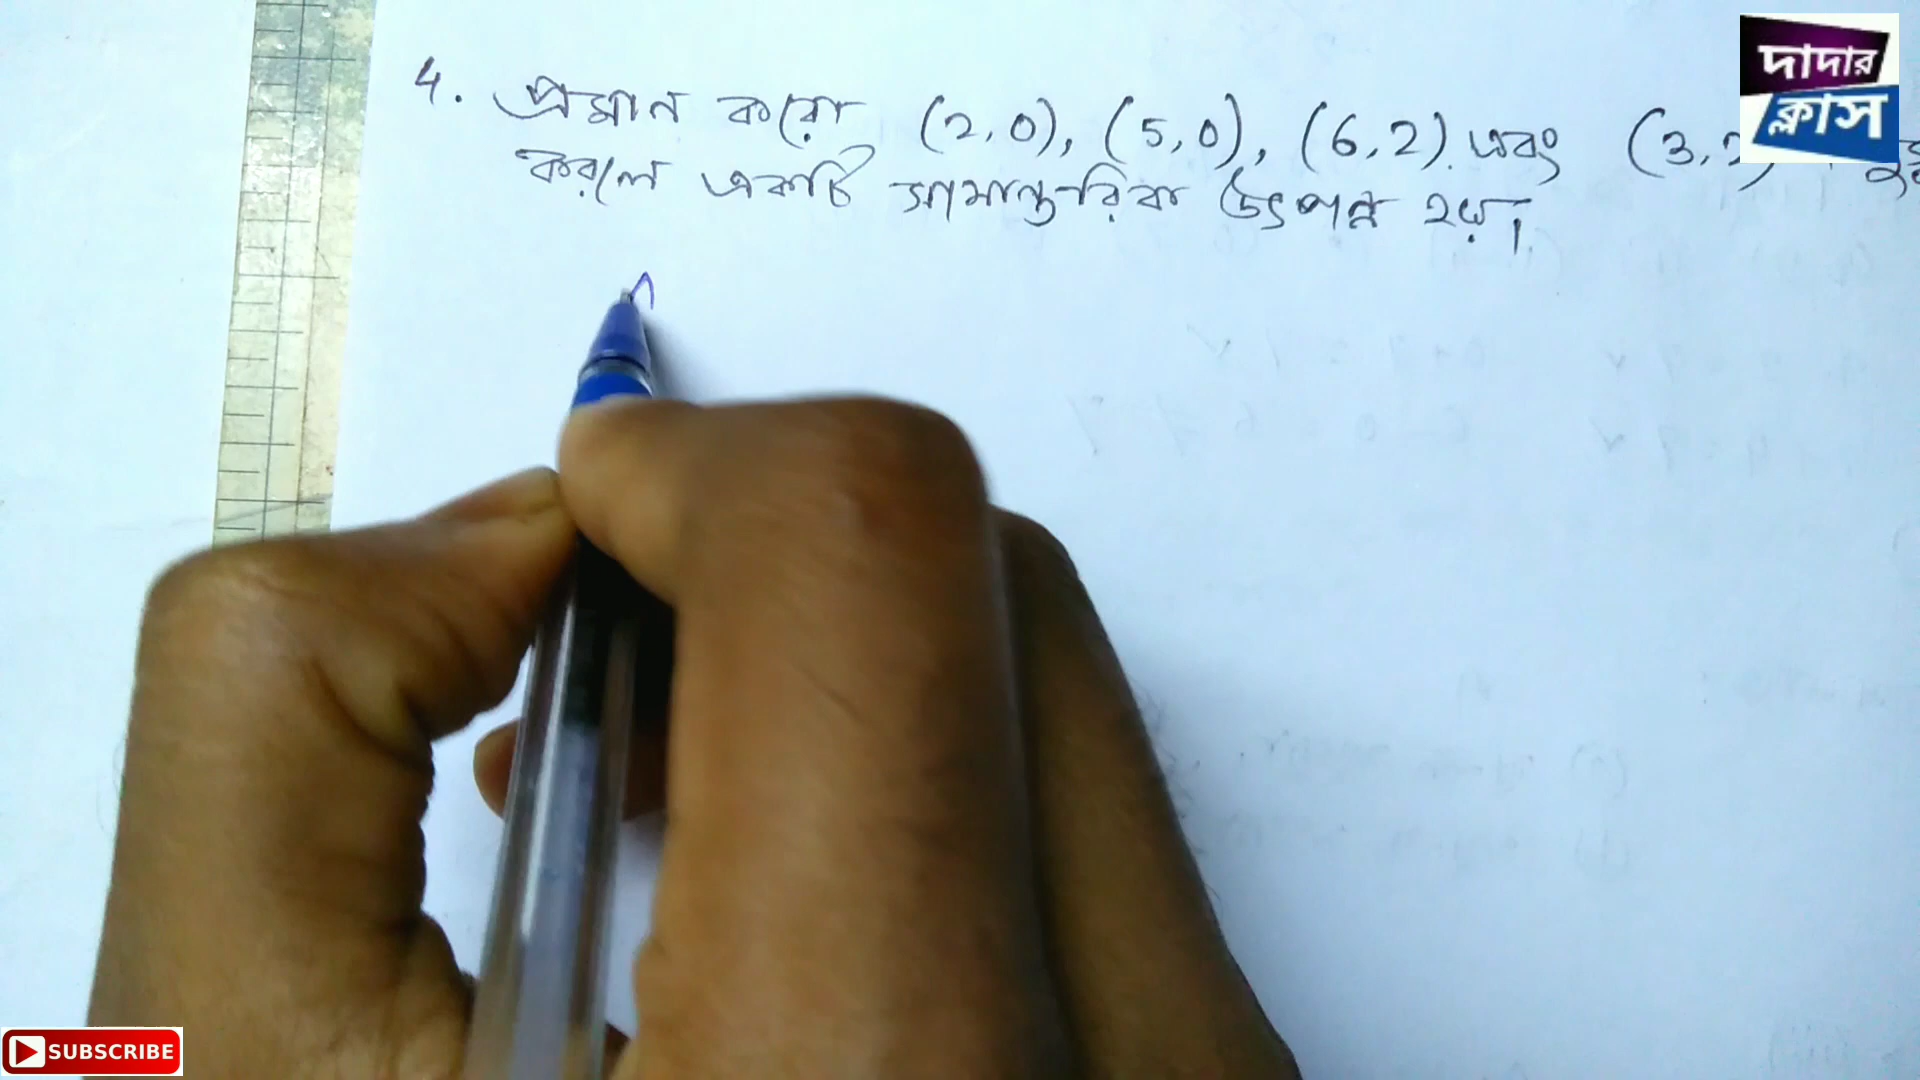 দাদার
ক্লাস
4. প্রমান করো (2,0), (5,0), (6,2) এবং (3,
করলে একটি সামান্তরিক উৎপন্ন হয়।
SUBSCRIBE